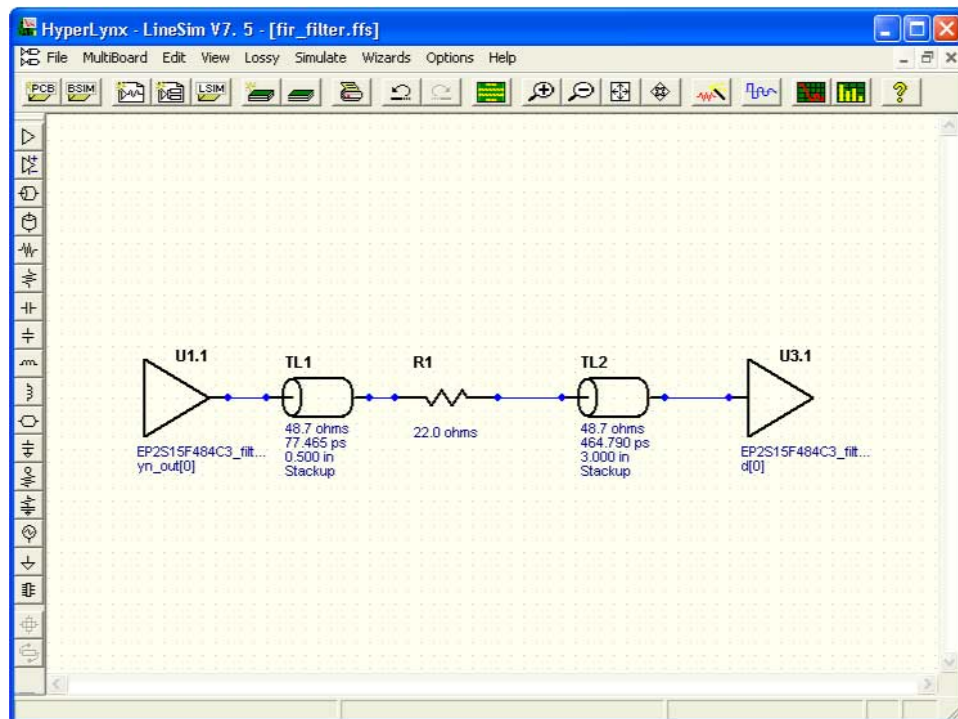 HyperLynx - LineSim V7. 5 - [fir_filter.ffs]
File MultiBoard Edit View Lossy Simulate Wizards Options Help
PCB BSIM LSIM
U1.1
TL1
R1
TL2
U3.1
48.7 ohms
77.465 ps
0.500 in
Stackup
22.0 ohms
48.7 ohms
464.790 ps
3.000 in
Stackup
EP2S15F484C3_filt...
yn_out[0]
EP2S15F484C3_filt...
d[0]